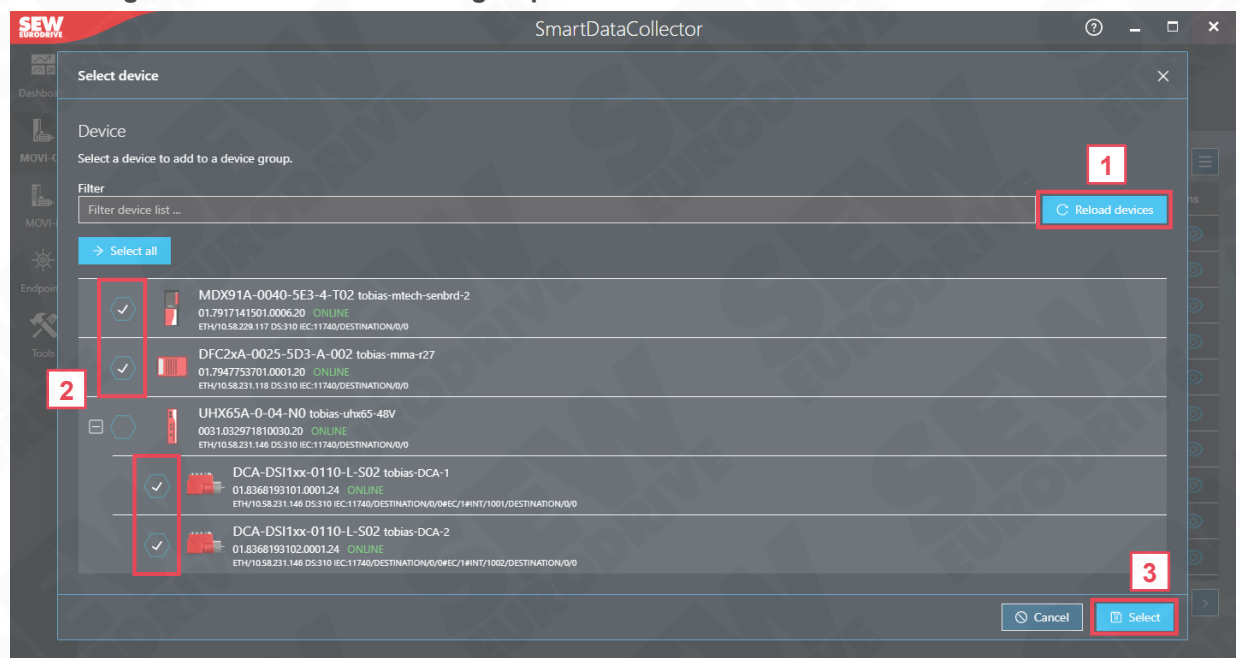 SEW
EURODRIVE
SmartDataCollector
Select device
Dashboa
Device
MOVI-C
Select a device to add to a device group.
1
Filter
ns
Filter device list ...
Reload devices
MOVI-
Select all
Endpoin
MDX91A-0040-5E3-4-T02 tobias-mtech-senbrd-2
01.7917141501.0006.20 ONLINE
ETH/10.58.229.117 DS:310 IEC:11740/DESTINATION/0/0
Tools
DFC2xA-0025-5D3-A-002 tobias-mma-r27
01.7947753701.0001.20 ONLINE
ETH/10.58.231.118 DS:310 IEC:11740/DESTINATION/0/0
2
UHX65A-0-04-N0 tobias-uhx65-48V
0031.032971810030.20 ONLINE
ETH/10.58.231.146 DS:310 IEC:11740/DESTINATION/0/0
DCA-DSI1xx-0110-L-S02 tobias-DCA-1
01.8368193101.0001.24 ONLINE
ETH/10.58.231.146 DS:310 IEC:11740/DESTINATION/0/0#EC/1#INT/1001/DESTINATION/0/0
DCA-DSI1xx-0110-L-S02 tobias-DCA-2
01.8368193102.0001.24 ONLINE
ETH/10.58.231.146 DS:310 IEC:11740/DESTINATION/0/0#EC/1#INT/1002/DESTINATION/0/0
3
Cancel
Select